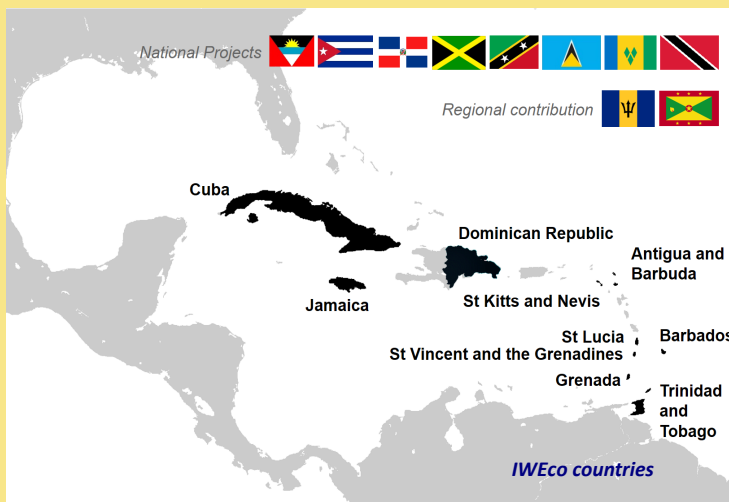 National Projects
Regional contribution
Cuba
Dominican Republic
Antigua and
Barbuda
Jamaica
St Kitts and Nevis
St Lucia
Barbados
St Vincent and the Grenadines
Grenada
Trinidad
and
Tobago
IWEco countries